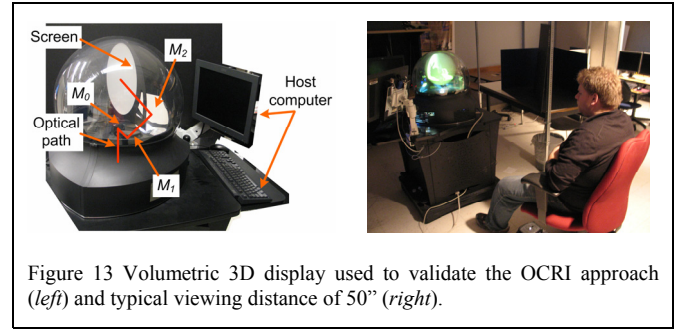 Screen
M2
M0
Host
computer
Optical
path
M1
Figure 13 Volumetric 3D display used to validate the OCRI approach
(left) and typical viewing distance of 50” (right).